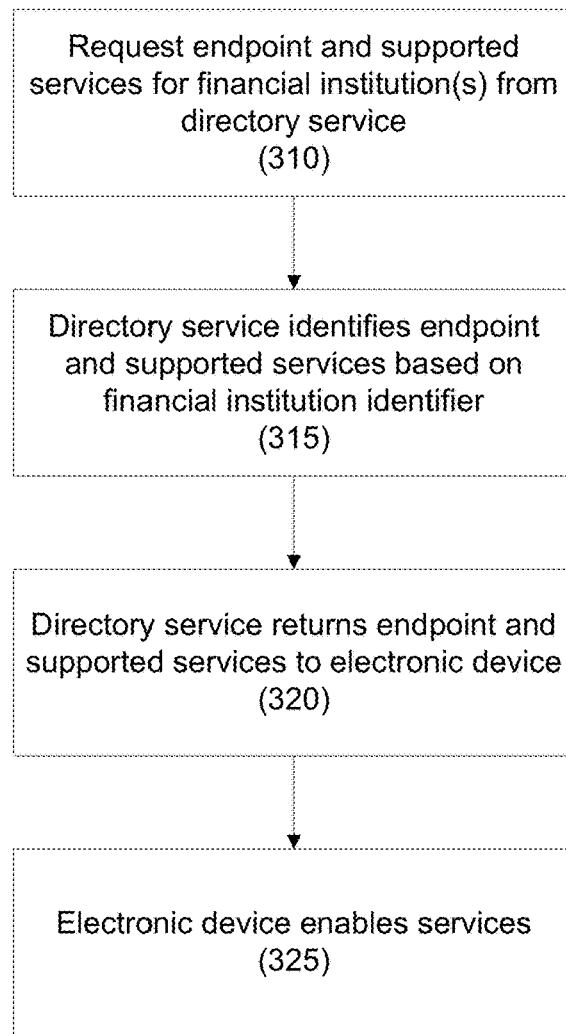 Request endpoint and supported
services for financial institution(s) from
directory service
(310)
Directory service identifies endpoint
and supported services based on
financial institution identifier
(315)
Directory service returns endpoint and
supported services to electronic device
(320)
Electronic device enables services
(325)